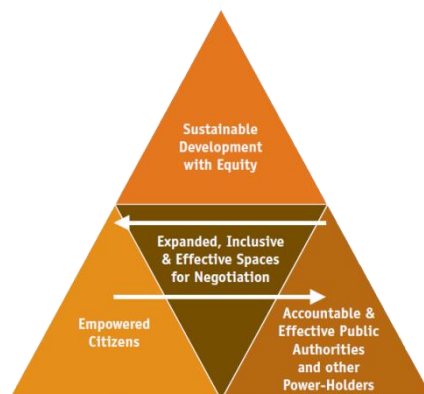 Sustainable
Development
with Equity
Expanded, Inclusive
& Effective Spaces
for Negotiation
Empowered
Citizens
Accountable &
Effective Public
Authorities
and other
Power-Holders